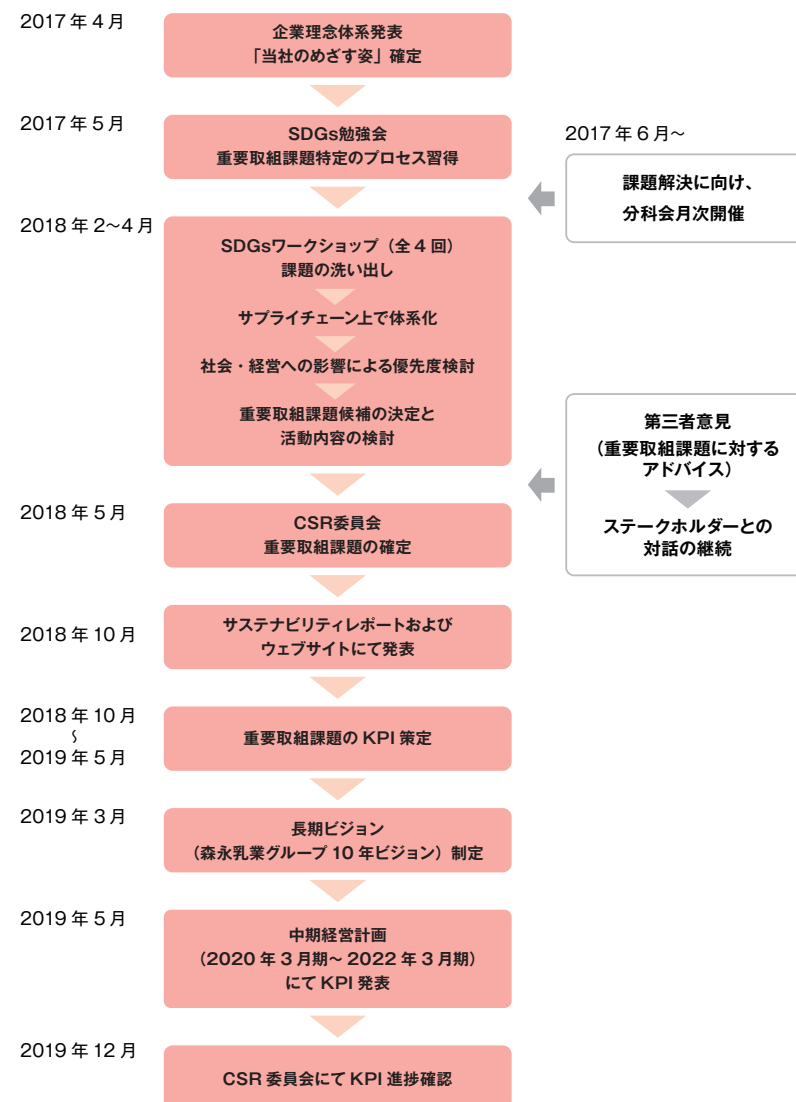 2017年4月
企業理念体系発表
「当社のめざす姿」確定
2017年5月
SDGs勉強会
重要取組課題特定のプロセス習得
2017年6月～
課題解決に向け、
分科会月次開催
2018年2～4月
SDGsワークショップ（全4回）
課題の洗い出し
サプライチェーン上で体系化
社会・経営への影響による優先度検討
重要取組課題候補の決定と
活動内容の検討
第三者意見
（重要取組課題に対する
アドバイス）
ステークホルダーとの
対話の継続
2018年5月
CSR委員会
重要取組課題の確定
2018年10月
サステナビリティレポートおよび
ウェブサイトにて発表
2018年10月
～
2019年5月
重要取組課題のKPI策定
2019年3月
長期ビジョン
（森永乳業グループ10年ビジョン）制定
2019年5月
中期経営計画
（2020年3月期～2022年3月期）
にてKPI発表
2019年12月
CSR委員会にてKPI進捗確認